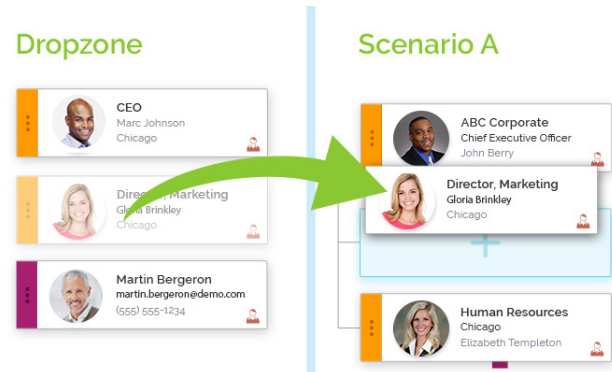 Dropzone
CEO
Marc Johnson
Chicago
Director, Marketing
Gloria Brinkley
Chicago
Martin Bergeron
martin.bergeron@demo.com
(555) 555-1234
Scenario A
ABC Corporate
Chief Executive Officer
John Berry
Director, Marketing
Gloria Brinkley
Chicago
Human Resources
Chicago
Elizabeth Templeton